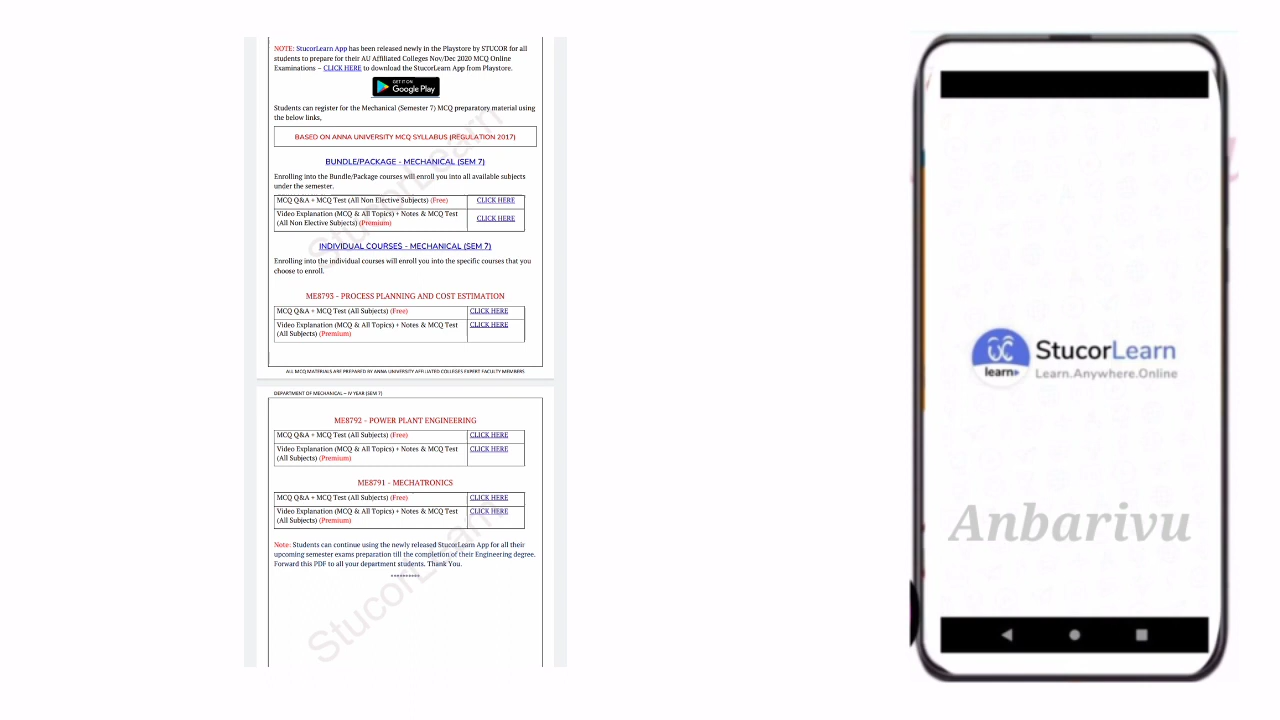 NOTE: StucorLearn App has been released newly in the Playstore by STUCOR for all
students to prepare for their AU Affiliated Colleges Nov/Dec 2020 MCQ Online
Examinations – CLICK HERE to download the StucorLearn App from Playstore.
GET IT ON
Google Play
Students can register for the Mechanical (Semester 7) MCQ preparatory material using
the below links,
BASED ON ANNA UNIVERSITY MCQ SYLLABUS (REGULATION 2017)
BUNDLE/PACKAGE - MECHANICAL (SEM 7)
Enrolling into the Bundle/Package courses will enroll you into all available subjects
under the semester.
MCQ Q&A + MCQ Test (All Non Elective Subjects) (Free) CLICK HERE
Video Explanation (MCQ & All Topics) + Notes & MCQ Test
(All Non Elective Subjects) (Premium) CLICK HERE
INDIVIDUAL COURSES - MECHANICAL (SEM 7)
Enrolling into the individual courses will enroll you into the specific courses that you
choose to enroll.
ME8793 - PROCESS PLANNING AND COST ESTIMATION
MCQ Q&A + MCQ Test (All Subjects) (Free) CLICK HERE
Video Explanation (MCQ & All Topics) + Notes & MCQ Test CLICK HERE
(All Subjects) (Premium)
ALL MCQ MATERIALS ARE PREPARED BY ANNA UNIVERSITY AFFILIATED COLLEGES EXPERT FACULTY MEMBERS
StucorLearn
DEPARTMENT OF MECHANICAL – IV YEAR [SEM 7]
ME8792 - POWER PLANT ENGINEERING
MCQ Q&A + MCQ Test (All Subjects) (Free) CLICK HERE
Video Explanation (MCQ & All Topics) + Notes & MCQ Test CLICK HERE
(All Subjects) (Premium)
ME8791 - MECHATRONICS
MCQ Q&A + MCQ Test (All Subjects) (Free) CLICK HERE
Video Explanation (MCQ & All Topics) + Notes & MCQ Test CLICK HERE
(All Subjects) (Premium)
Note: Students can continue using the newly released StucorLearn App for all their
upcoming semester exams preparation till the completion of their Engineering degree.
Forward this PDF to all your department students. Thank You.
**********
StucorLearn
UC
learn
StucorLearn
Learn.Anywhere.Online
Anbarivu